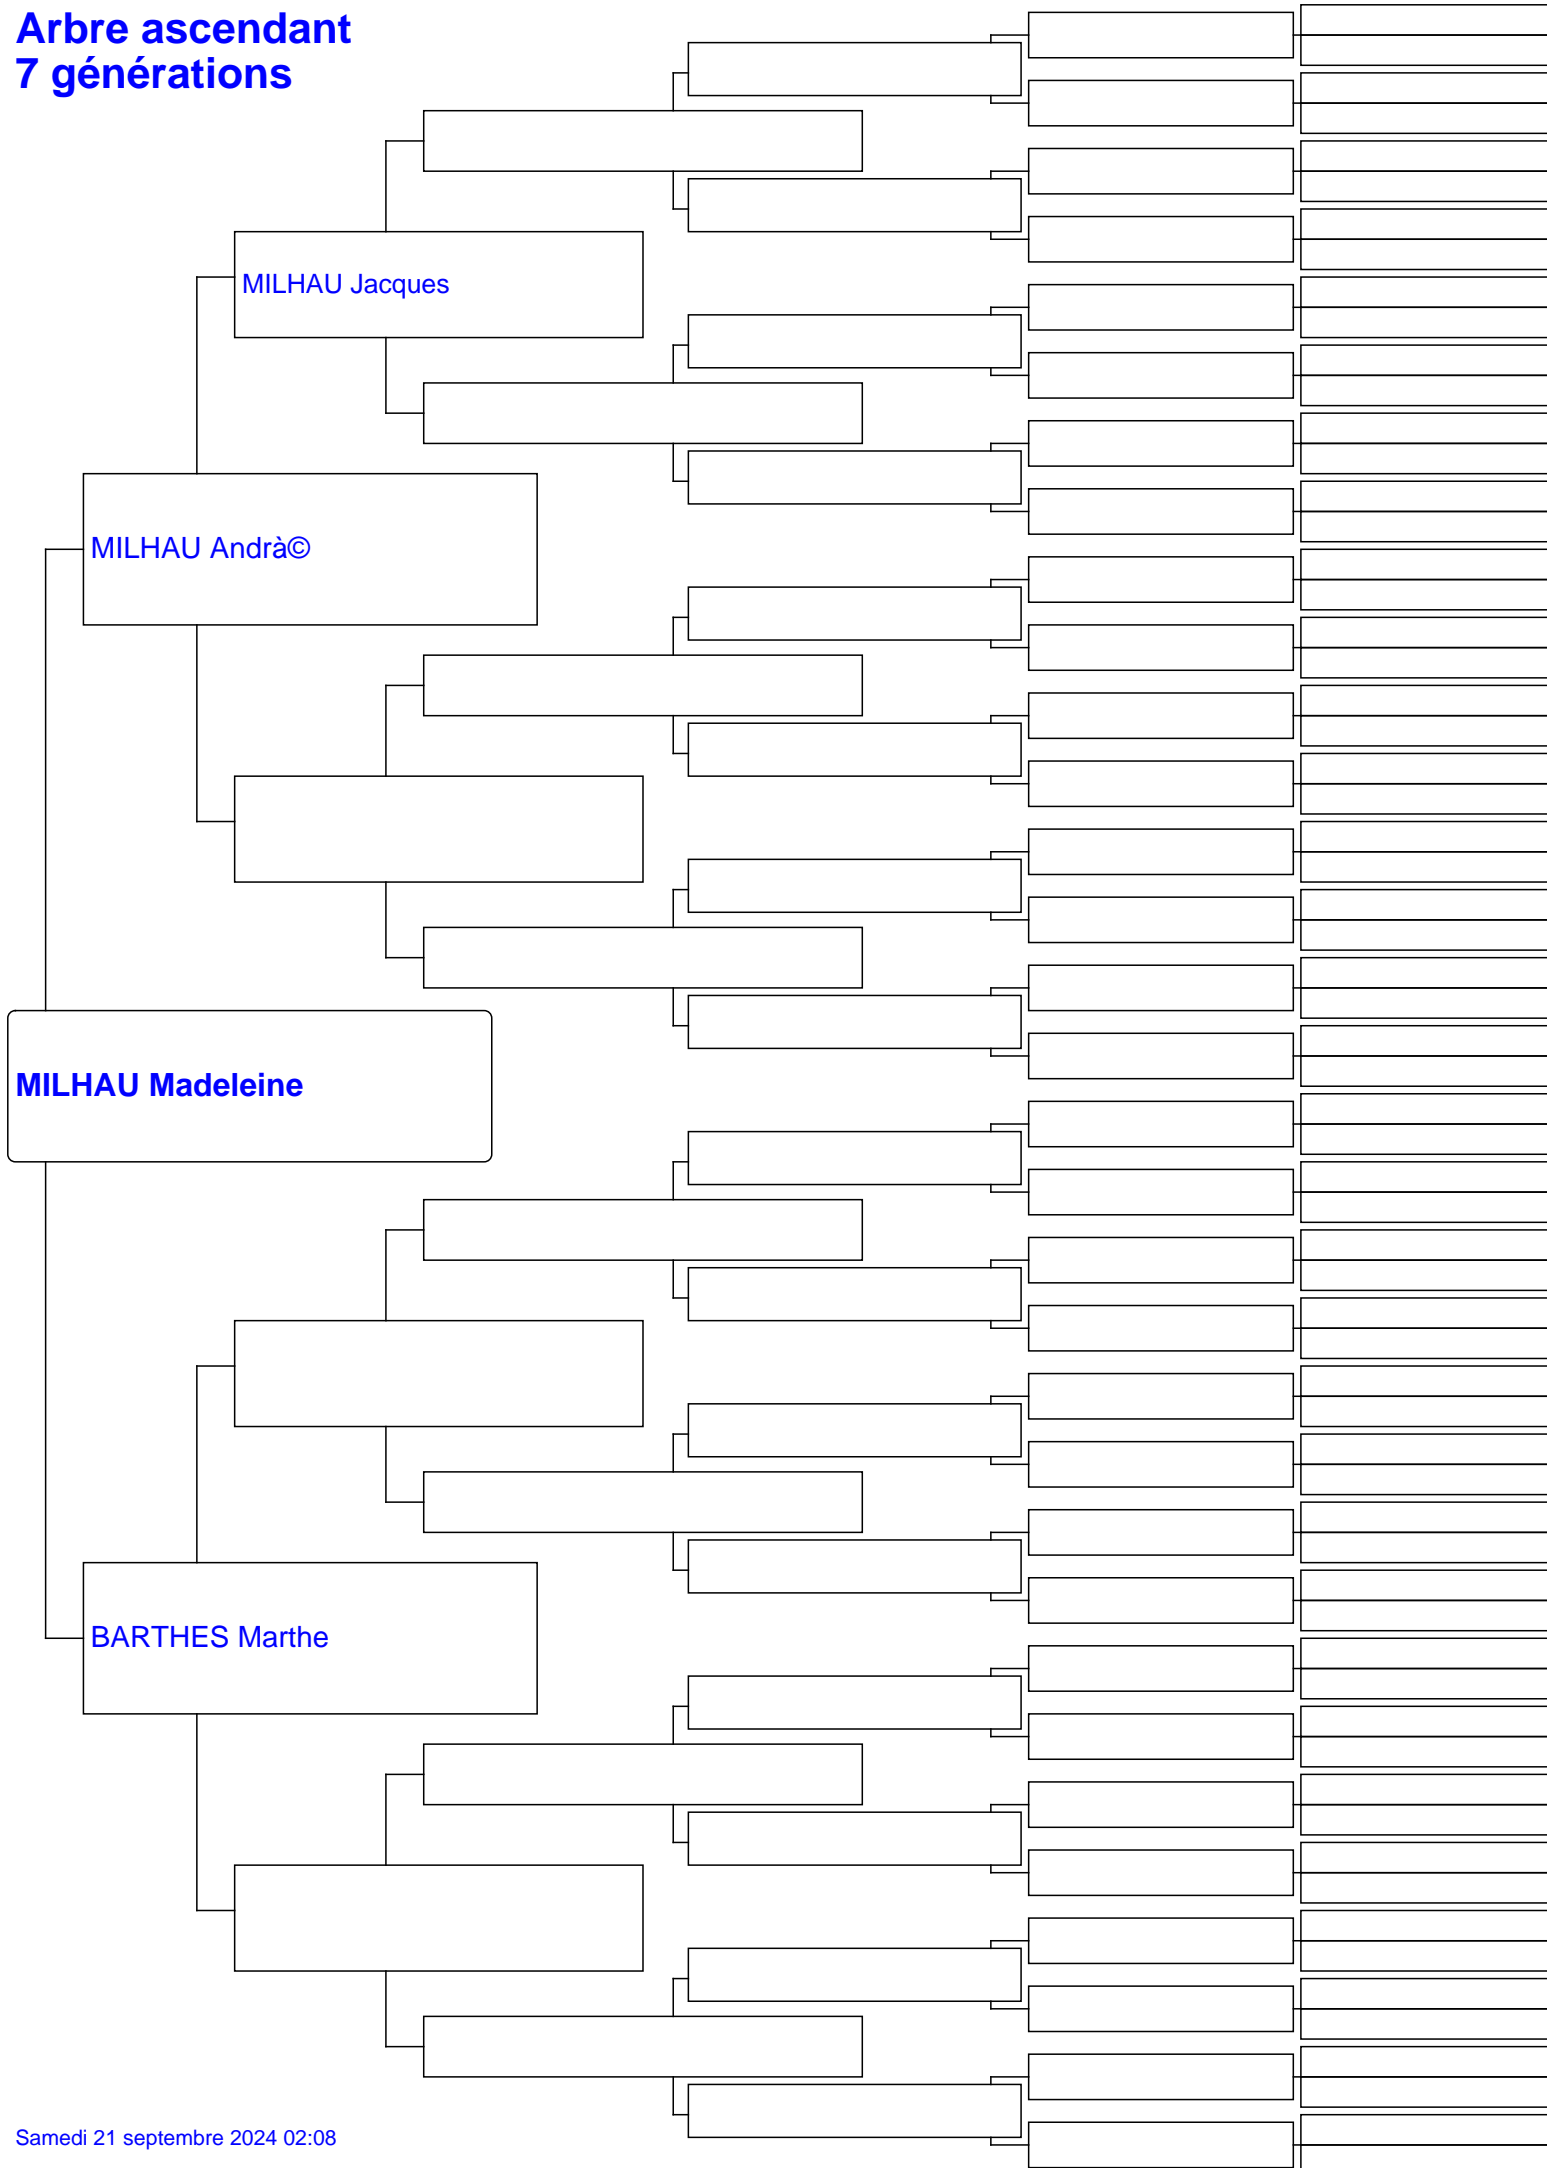 Arbre ascendant
7 générations
MILHAU Jacques
MILHAU Andrà©
MILHAU Madeleine
BARTHES Marthe
Samedi 21 septembre 2024 02:08